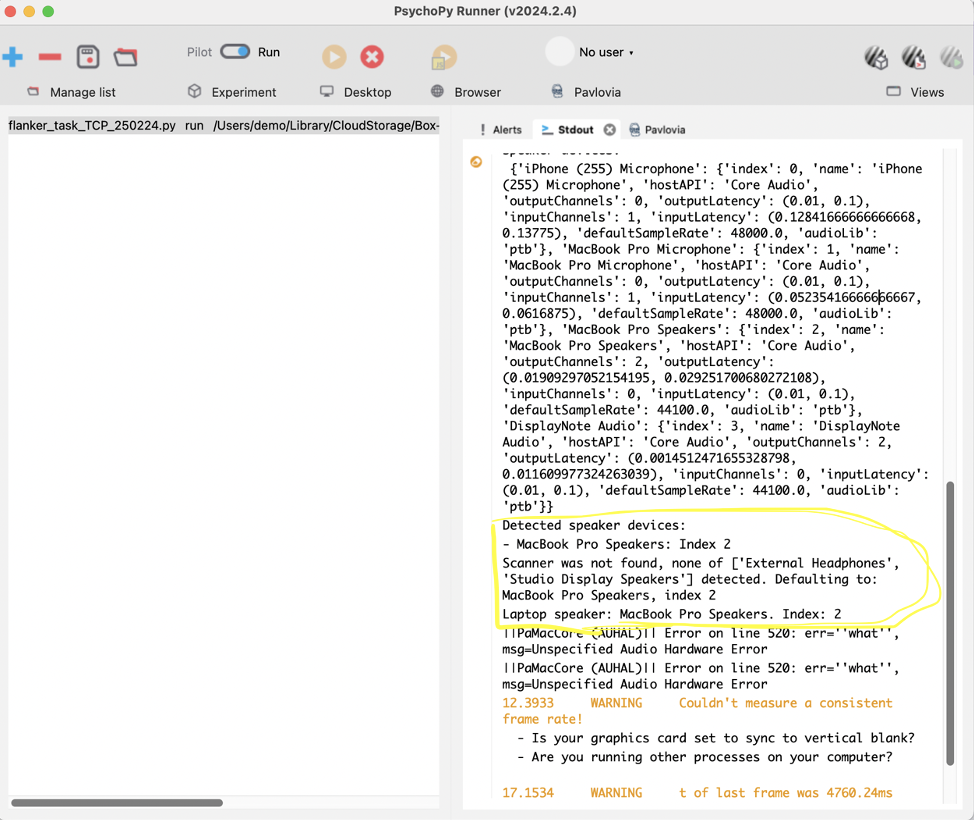 PsychoPy Runner (v2024.2.4)
Pilot Run
No user
Manage list Experiment Desktop Browser Pavlovia Views
flanker_task_TCP_250224.py run /Users/demo/Library/CloudStorage/Box-
Alerts Stdout Pavlovia
speaker devices:
{'iPhone (255) Microphone': {'index': 0, 'name': 'iPhone
(255) Microphone', 'hostAPI': 'Core Audio',
'outputChannels': 0, 'outputLatency': (0.01, 0.1),
'inputChannels': 1, 'inputLatency': (0.12841666666666668,
0.13775), 'defaultSampleRate': 48000.0, 'audioLib':
'ptb'}, 'MacBook Pro Microphone': {'index': 1, 'name':
'MacBook Pro Microphone', 'hostAPI': 'Core Audio',
'outputChannels': 0, 'outputLatency': (0.01, 0.1),
'inputChannels': 1, 'inputLatency': (0.05235416666666667,
0.0616875), 'defaultSampleRate': 48000.0, 'audioLib':
'ptb'}, 'MacBook Pro Speakers': {'index': 2, 'name':
'MacBook Pro Speakers', 'hostAPI': 'Core Audio',
'outputChannels': 2, 'outputLatency':
(0.01909297052154195, 0.029251700680272108),
'inputChannels': 0, 'inputLatency': (0.01, 0.1),
'defaultSampleRate': 44100.0, 'audioLib': 'ptb'},
'DisplayNote Audio': {'index': 3, 'name': 'DisplayNote
Audio', 'hostAPI': 'Core Audio', 'outputChannels': 2,
'outputLatency': (0.0014512471655328798,
0.011609977324263039), 'inputChannels': 0, 'inputLatency':
(0.01, 0.1), 'defaultSampleRate': 44100.0, 'audioLib':
'ptb'}}
Detected speaker devices:
- MacBook Pro Speakers: Index 2
Scanner was not found, none of ['External Headphones',
'Studio Display Speakers'] detected. Defaulting to:
MacBook Pro Speakers, index 2
Laptop speaker: MacBook Pro Speakers. Index: 2
||PaMacCore (AUHAL)|| Error on line 520: err=''what'',
msg=Unspecified Audio Hardware Error
||PaMacCore (AUHAL)|| Error on line 520: err=''what'',
msg=Unspecified Audio Hardware Error
12.3933 WARNING Couldn't measure a consistent
frame rate!
- Is your graphics card set to sync to vertical blank?
- Are you running other processes on your computer?
17.1534 WARNING t of last frame was 4760.24ms